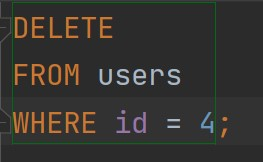 DELETE
FROM users
WHERE id = 4;